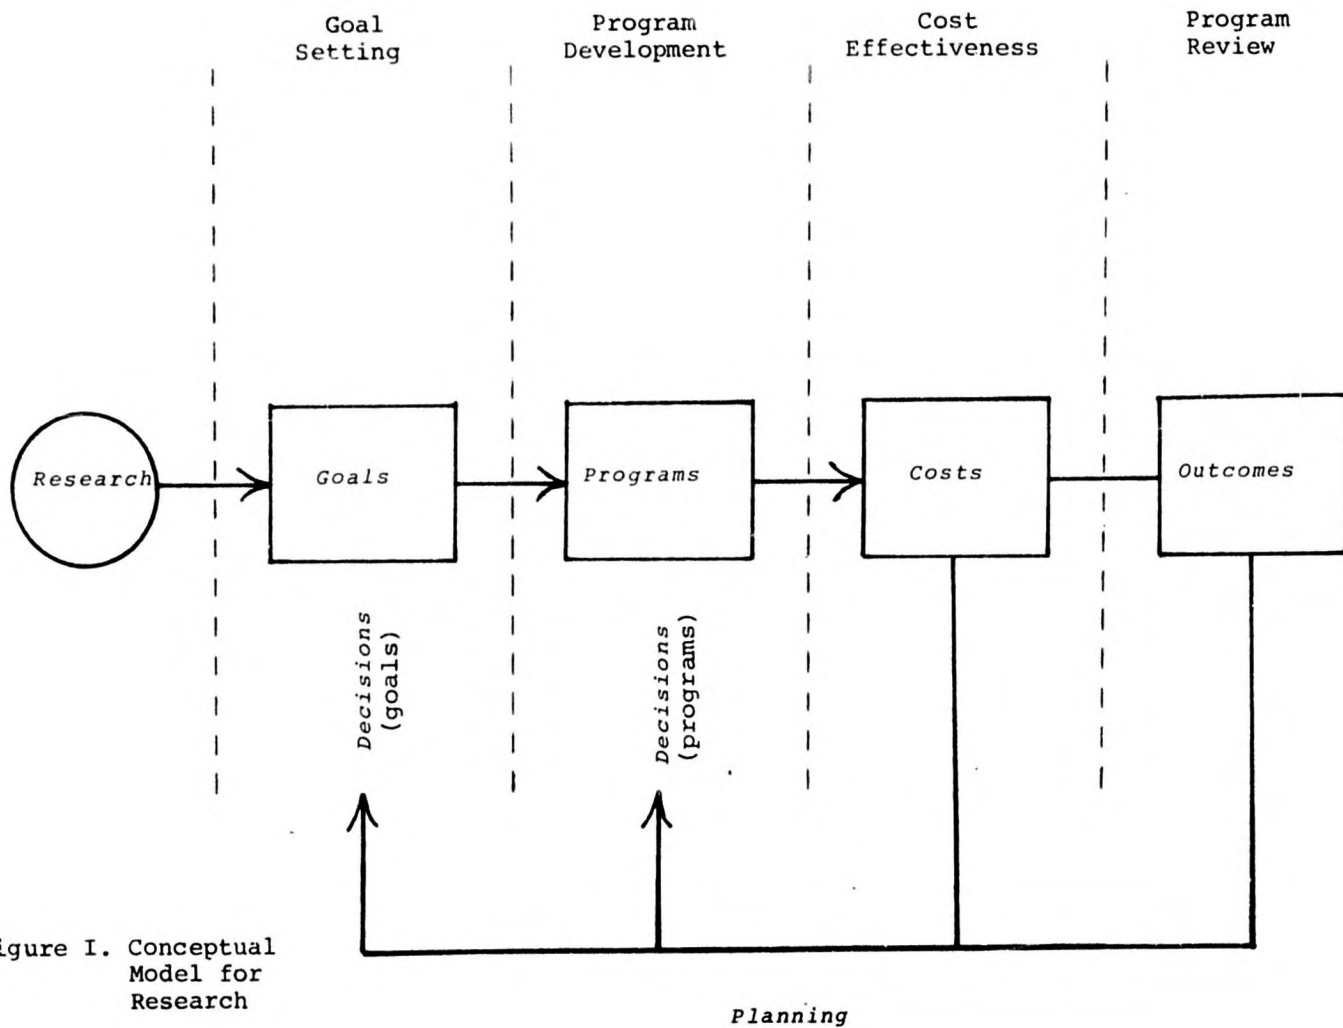 Goal
Setting
Program
Development
Cost
Effectiveness
Program
Review
Research
Goals
Programs
Costs
Outcomes
Decisions
(goals)
Decisions
(programs)
igure I. Conceptual
Model for
Research
Planning